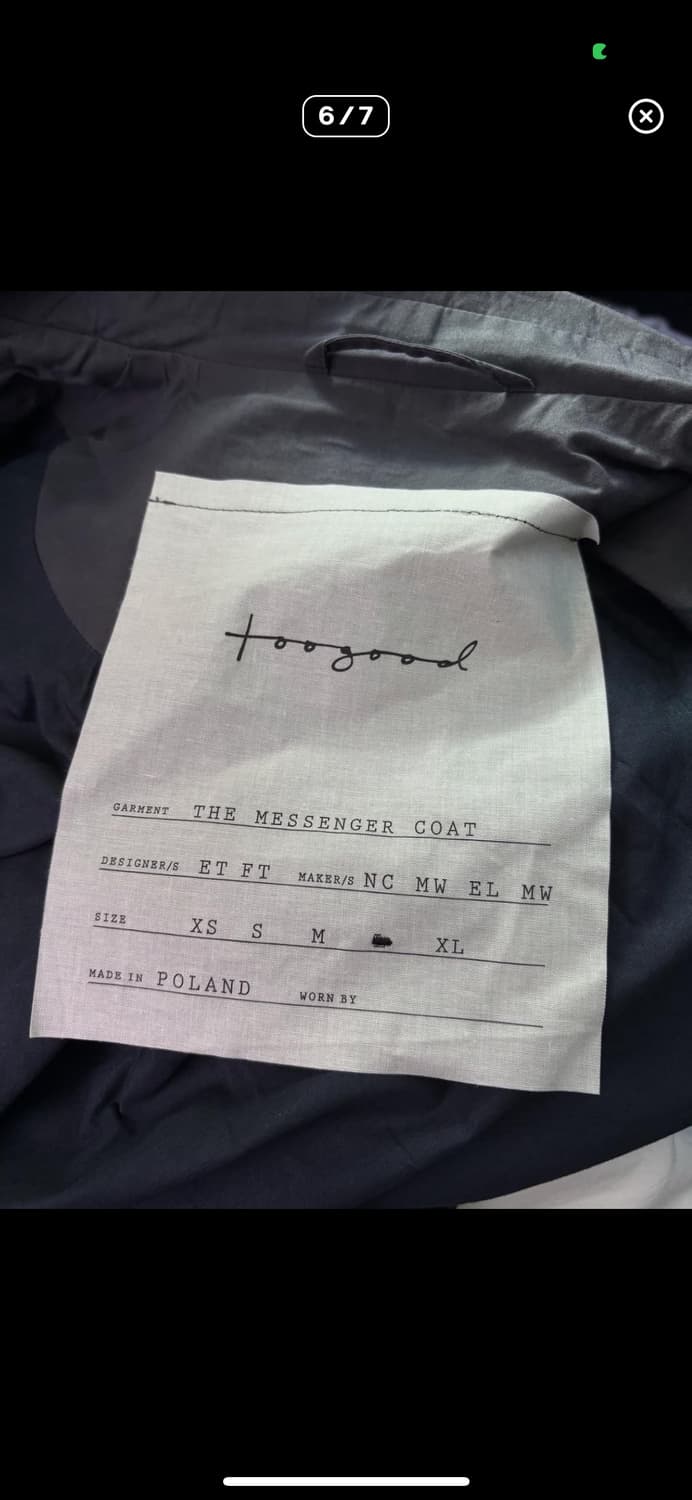 6/7
toogood
GARMENT THE MESSENGER COAT
DESIGNER/S ET FT MAKER/S NC MW EL MW
SIZE XS S M XL
MADE IN POLAND WORN BY